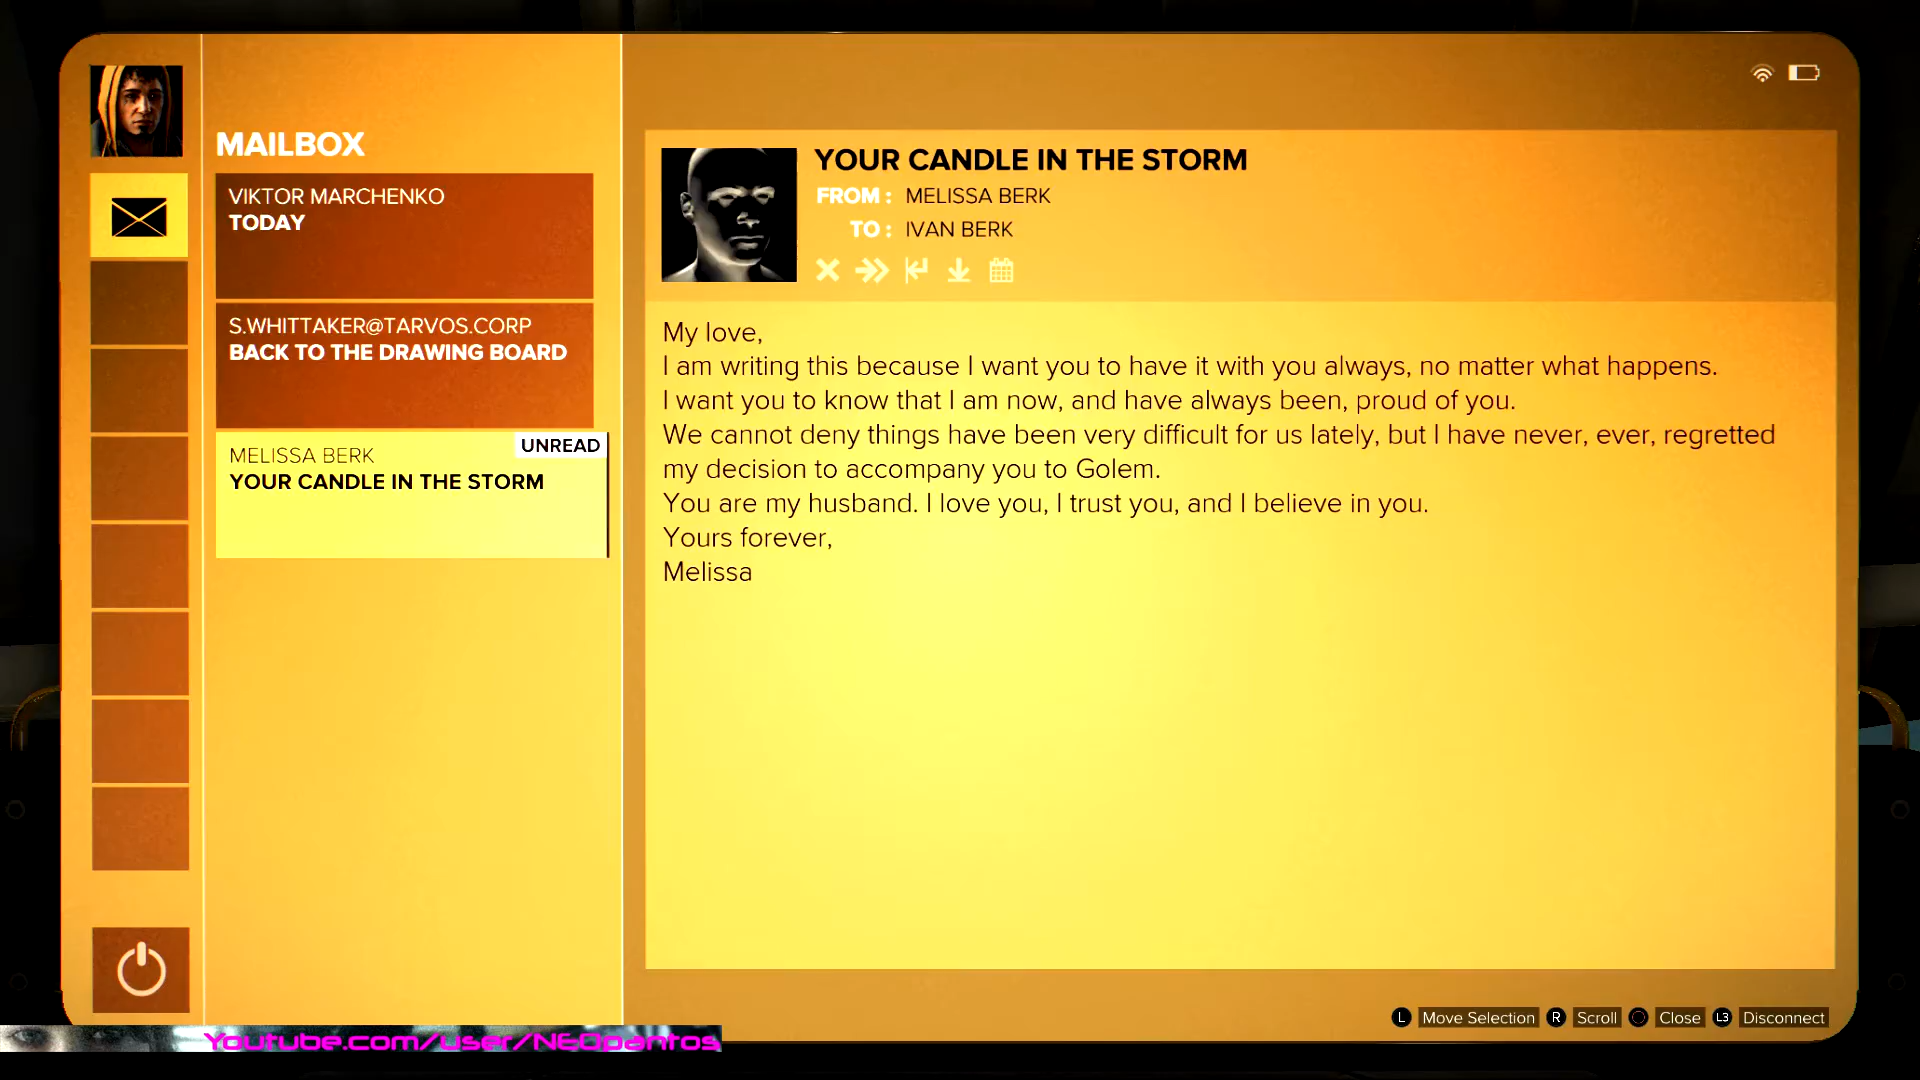 MAILBOX
VIKTOR MARCHENKO
TODAY
S.WHITTAKER@TARVOS.CORP
BACK TO THE DRAWING BOARD
UNREAD
MELISSA BERK
YOUR CANDLE IN THE STORM
YOUR CANDLE IN THE STORM
FROM : MELISSA BERK
TO : IVAN BERK
My love,
I am writing this because I want you to have it with you always, no matter what happens.
I want you to know that I am now, and have always been, proud of you.
We cannot deny things have been very difficult for us lately, but I have never, ever, regretted
my decision to accompany you to Golem.
You are my husband. I love you, I trust you, and I believe in you.
Yours forever,
Melissa
L Move Selection R Scroll Close L3 Disconnect
Youtube.com/user/NEOpantos